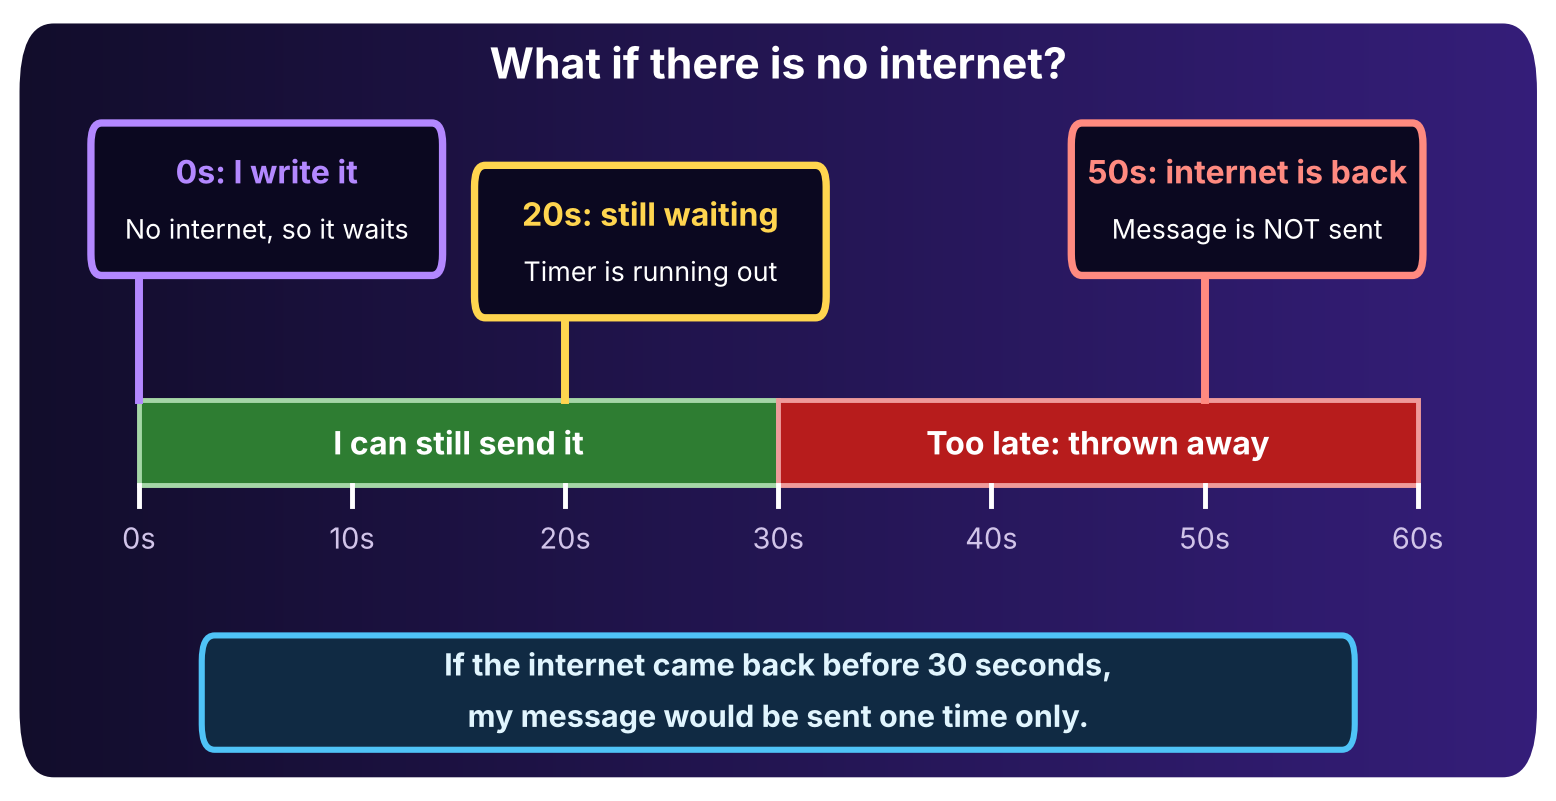 What if there is no internet?
0s: I write it
No internet, so it waits
20s: still waiting
Timer is running out
50s: internet is back
Message is NOT sent
I can still send it
Too late: thrown away
0s
10s
20s
30s
40s
50s
60s
If the internet came back before 30 seconds,
my message would be sent one time only.